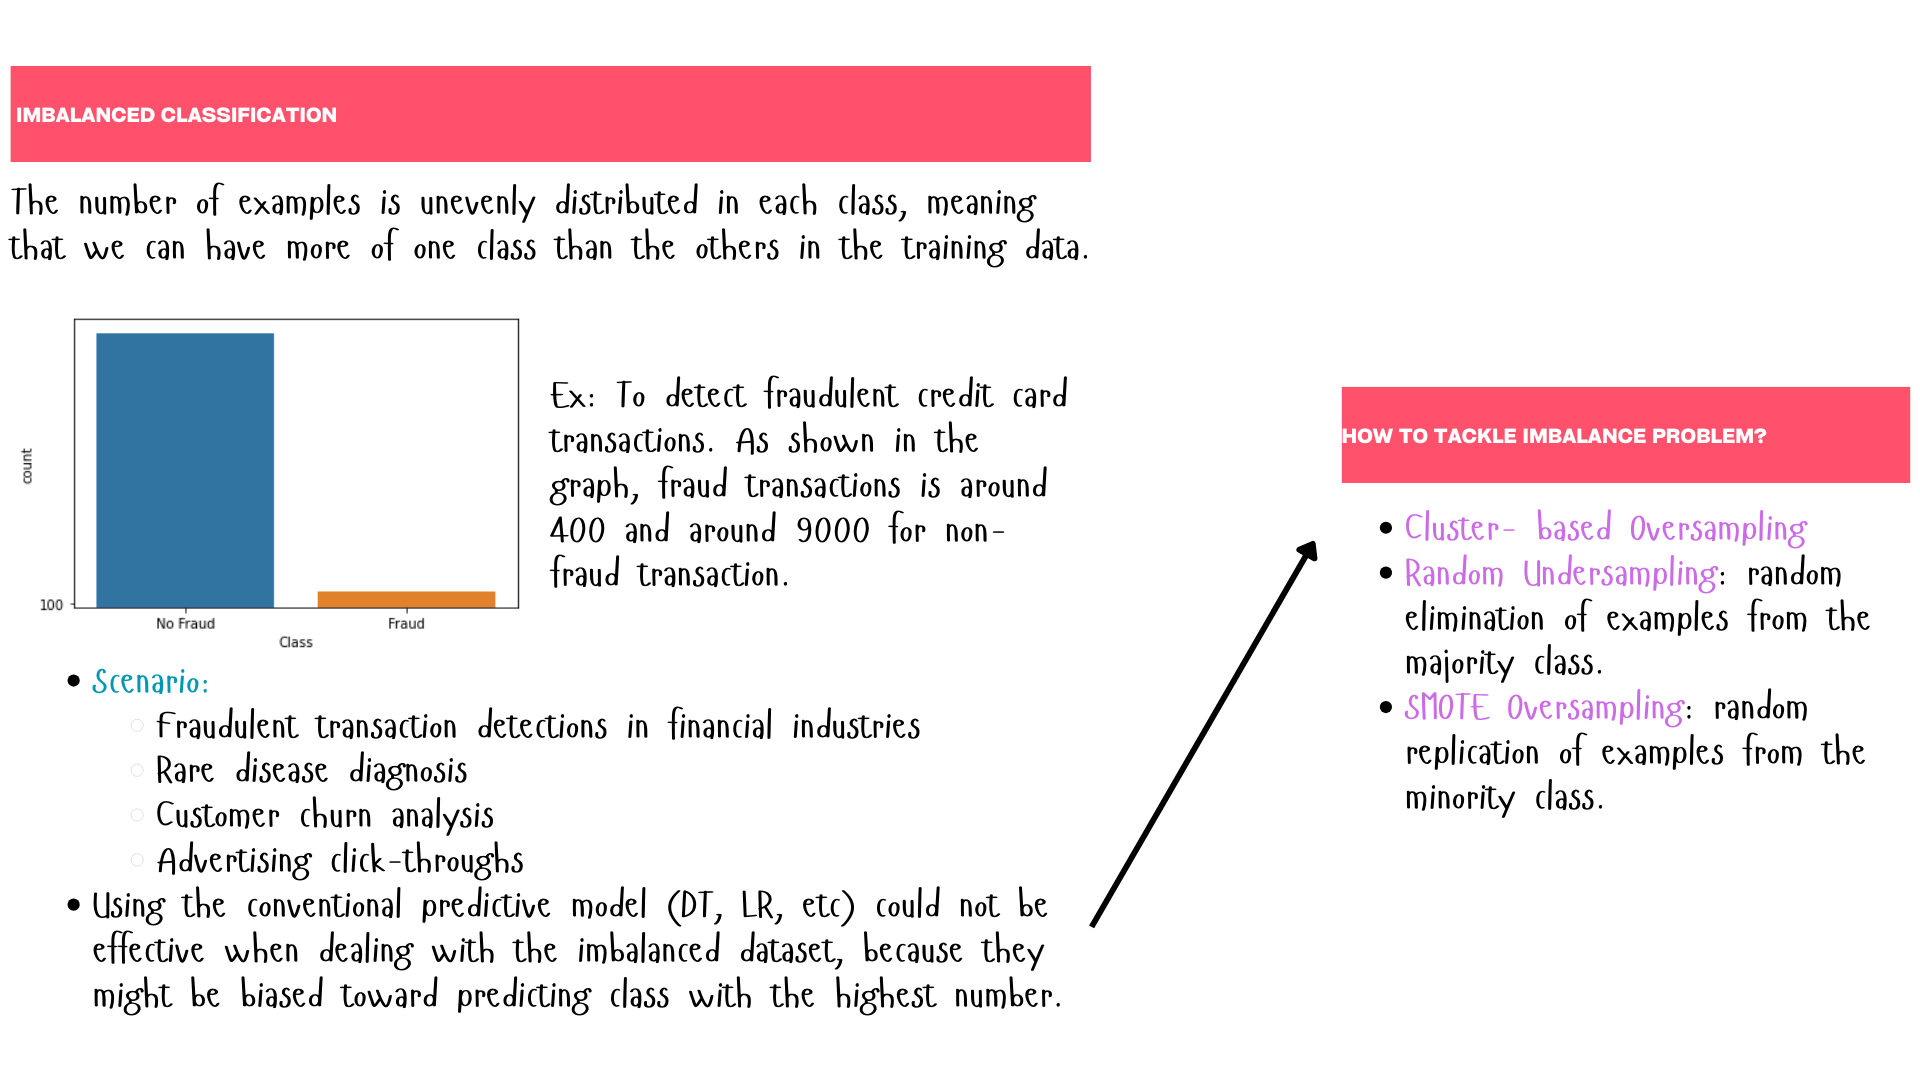 IMBALANCED CLASSIFICATION
The number of examples is unevenly distributed in each class, meaning
that we can have more of one class than the others in the training data.
count
100
No Fraud
Fraud
Class
Ex: To detect fraudulent credit card
transactions. As shown in the
graph, fraud transactions is around
400 and around 9000 for non-
fraud transaction.
Scenario:
Fraudulent transaction detections in financial industries
Rare disease diagnosis
Customer churn analysis
Advertising click-throughs
Using the conventional predictive model (DT, LR, etc) could not be
effective when dealing with the imbalanced dataset, because they
might be biased toward predicting class with the highest number.
HOW TO TACKLE IMBALANCE PROBLEM?
Cluster- based Oversampling
Random Undersampling: random
elimination of examples from the
majority class.
SMOTE Oversampling: random
replication of examples from the
minority class.